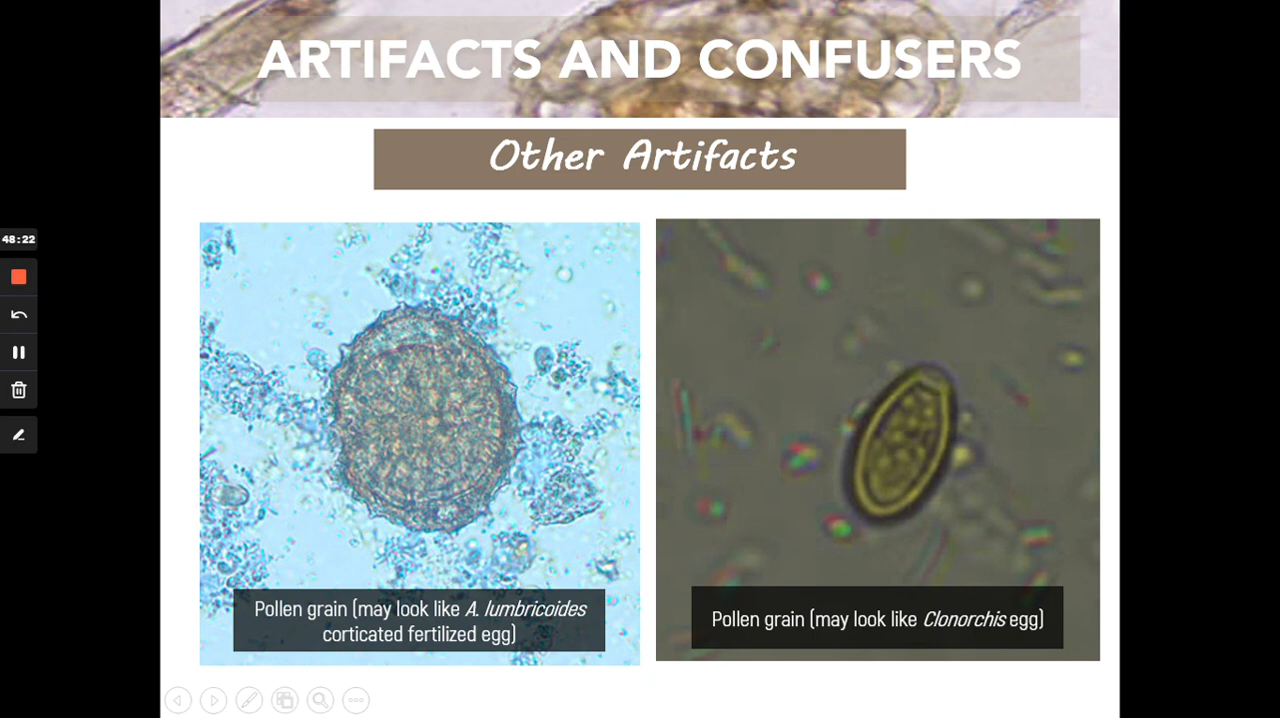 ARTIFACTS AND CONFUSERS
Other Artifacts
48:22
Pollen grain (may look like A. lumbricoides
corticated fertilized egg)
Pollen grain (may look like Clonorchis egg)